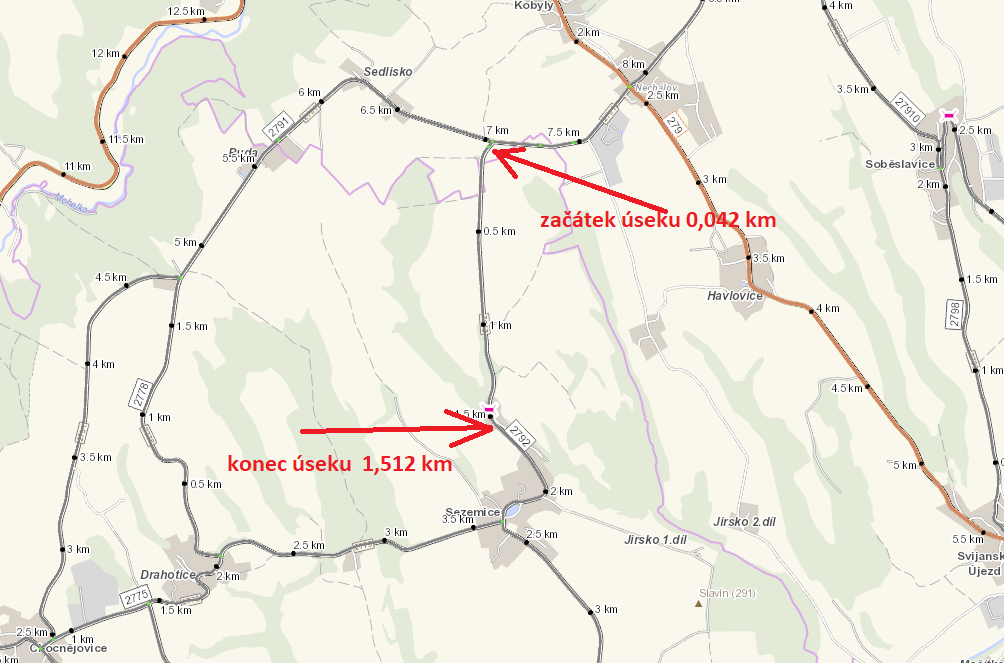 12.5 km
Kobyly
4 km
2 km
12 km
Sedlisko
8 km
6 km
Nechálov
2.5 km
3.5 km
27910
6.5 km
2791
7 km
7.5 km
279
2.5 km
11.5 km
3 km
5.5 km
Soběslavice
11 km
3 km
2 km
Mohelka
začátek úseku 0,042 km
0.5 km
5 km
3.5 km
4.5 km
1.5 km
Havlovice
4 km
1.5 km
1 km
2798
4 km
1 km
2778
4.5 km
1 km
1.5 km
2792
3.5 km
konec úseku 1,512 km
5 km
0.5 km
2 km
Sezemice
3.5 km
Jirsko 2.díl
3 km
2.5 km
2.5 km
Jirsko 1.díl
5.5 km
3 km
Svijans
Újezd
Drahotice
2 km
Slavín (291)
2775
1.5 km
3 km
2.5 km
1 km